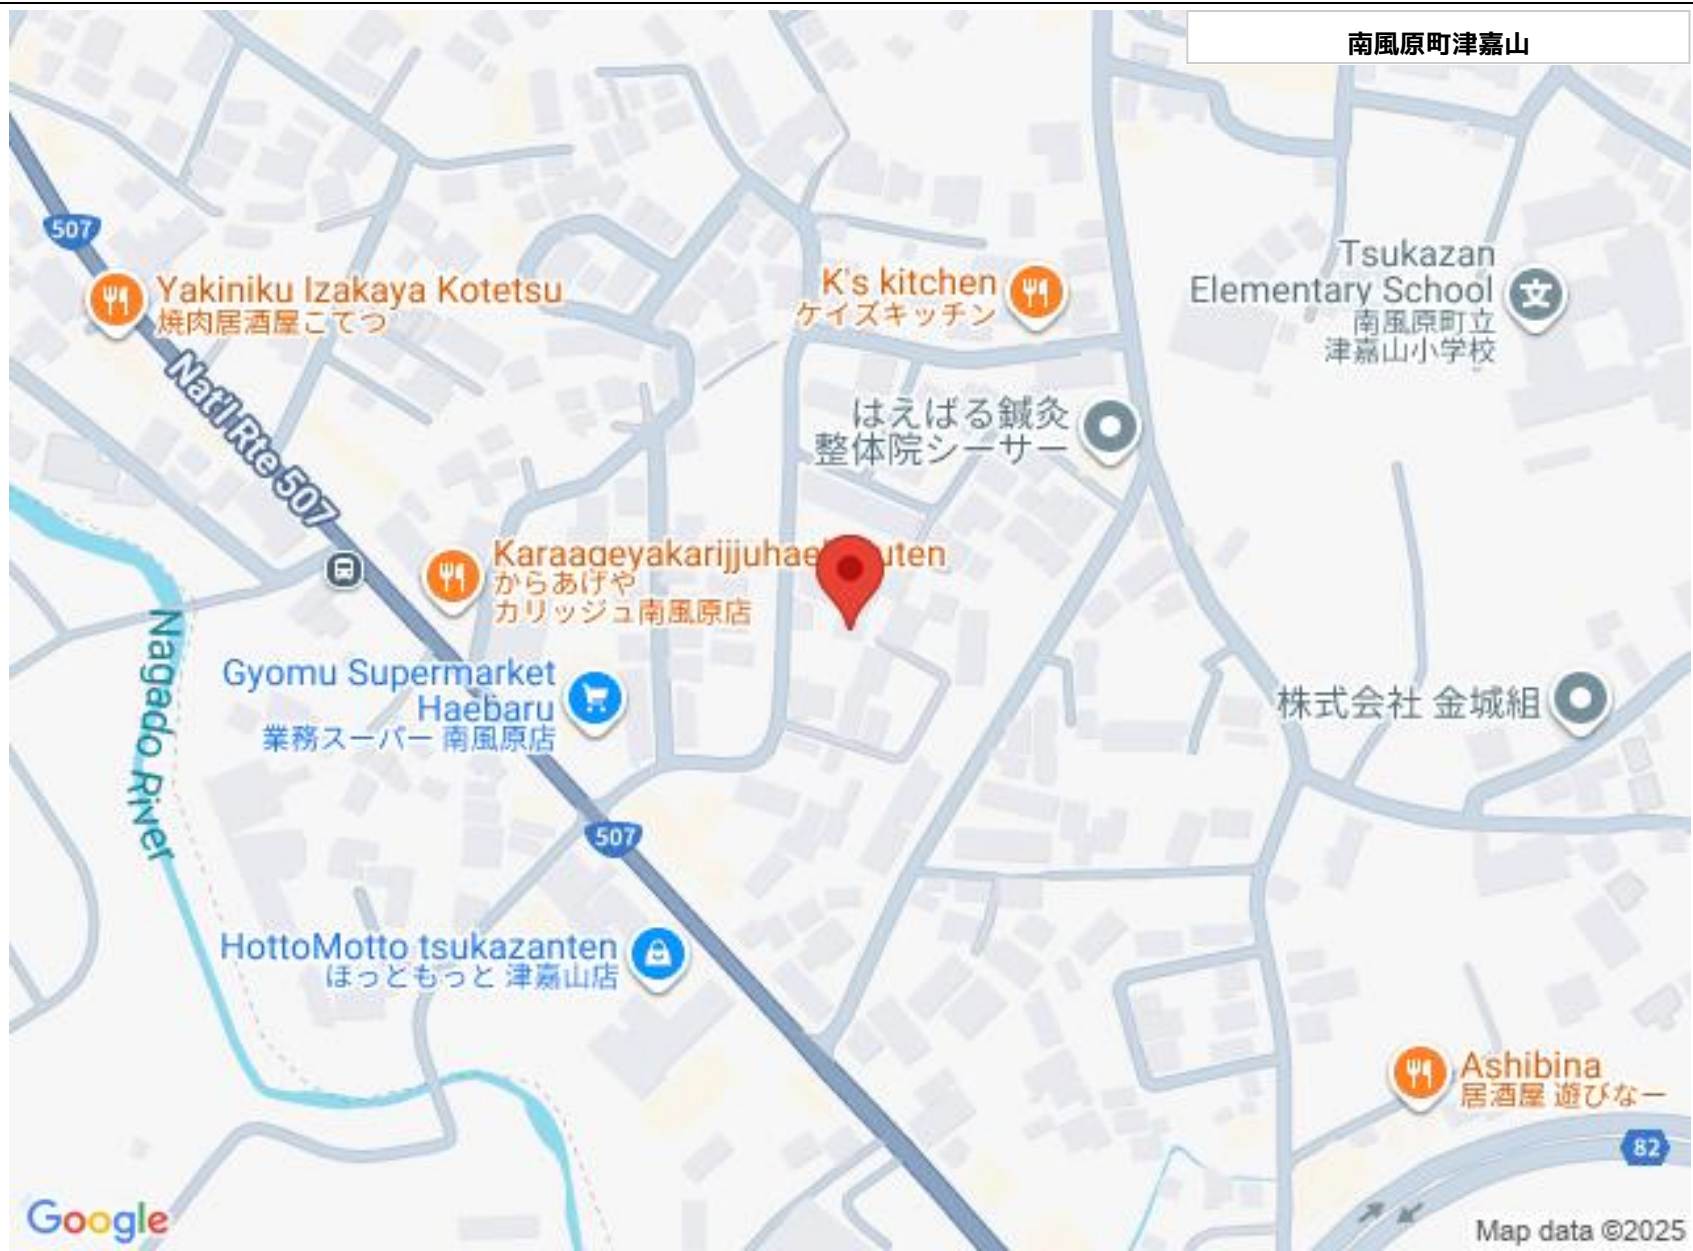 南風原町津嘉山
507
Yakiniku Izakaya Kotetsu
焼肉居酒屋こてつ
K's kitchen
ケイズキッチン
Tsukazan
Elementary School
南風原町立
津嘉山小学校
文
Nat'l Rte 507
はえばる鍼灸
整体院シーサー
からあげや
カリッジュ南風原店
Gyomu Supermarket
Haebaru
業務スーパー 南風原店
株式会社 金城組
Nagado River
507
HottoMotto tsukazanten
ほっともっと 津嘉山店
Ashibina
居酒屋 遊びなー
82
Google
Map data ©2025